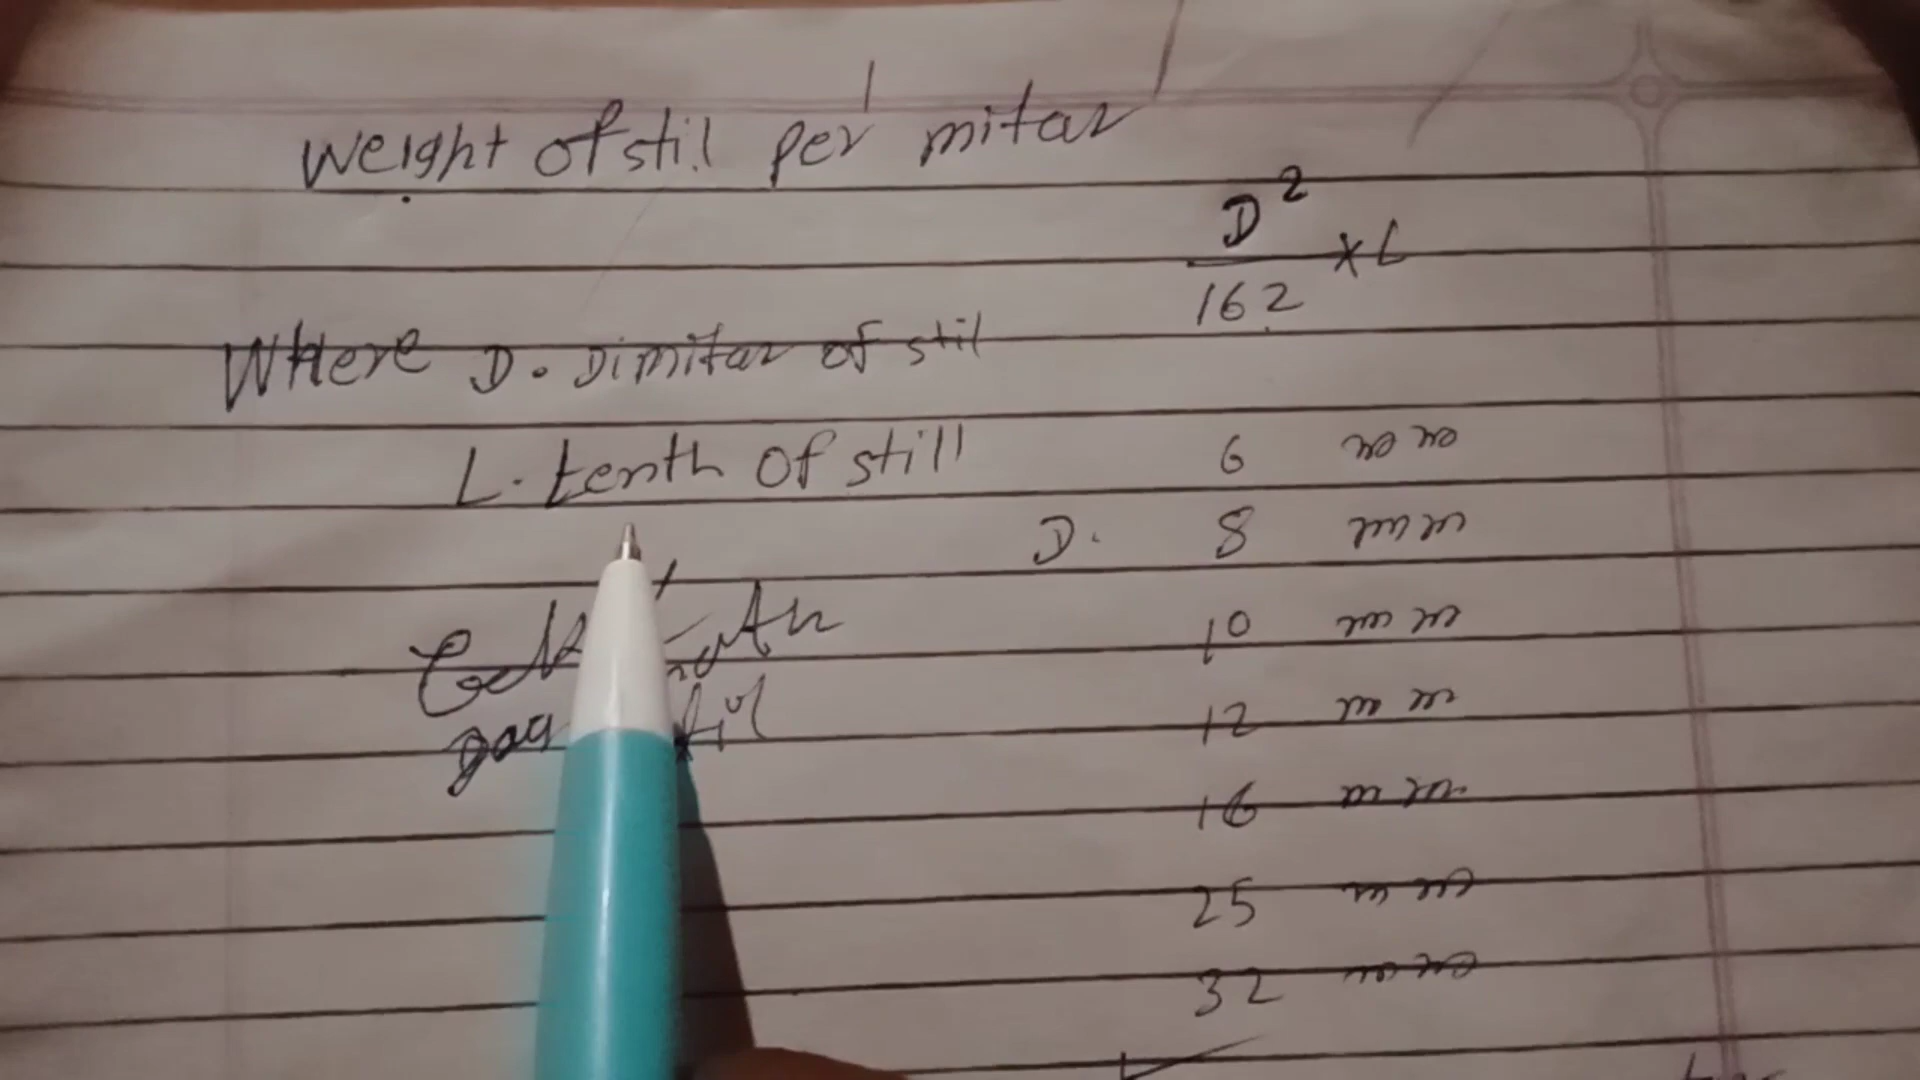 Weight of stil per mitar
D²
162 × L
Where D. Dimitar of stil
L. tenth of still
6 mm
D. 8 mm
10 mm
12 mm
16 mm
25 mm
32 mm